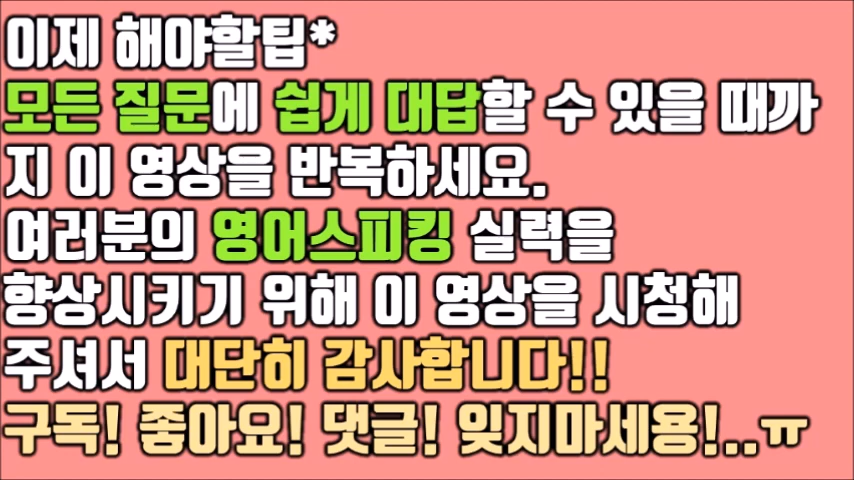 이제 해야할팁*
모든 질문에 쉽게 대답할 수 있을 때까
지 이 영상을 반복하세요.
여러분의 영어스피킹 실력을
향상시키기 위해 이 영상을 시청해
주셔서 대단히 감사합니다!!
구독! 좋아요! 댓글! 잊지마세용!..ㅠ